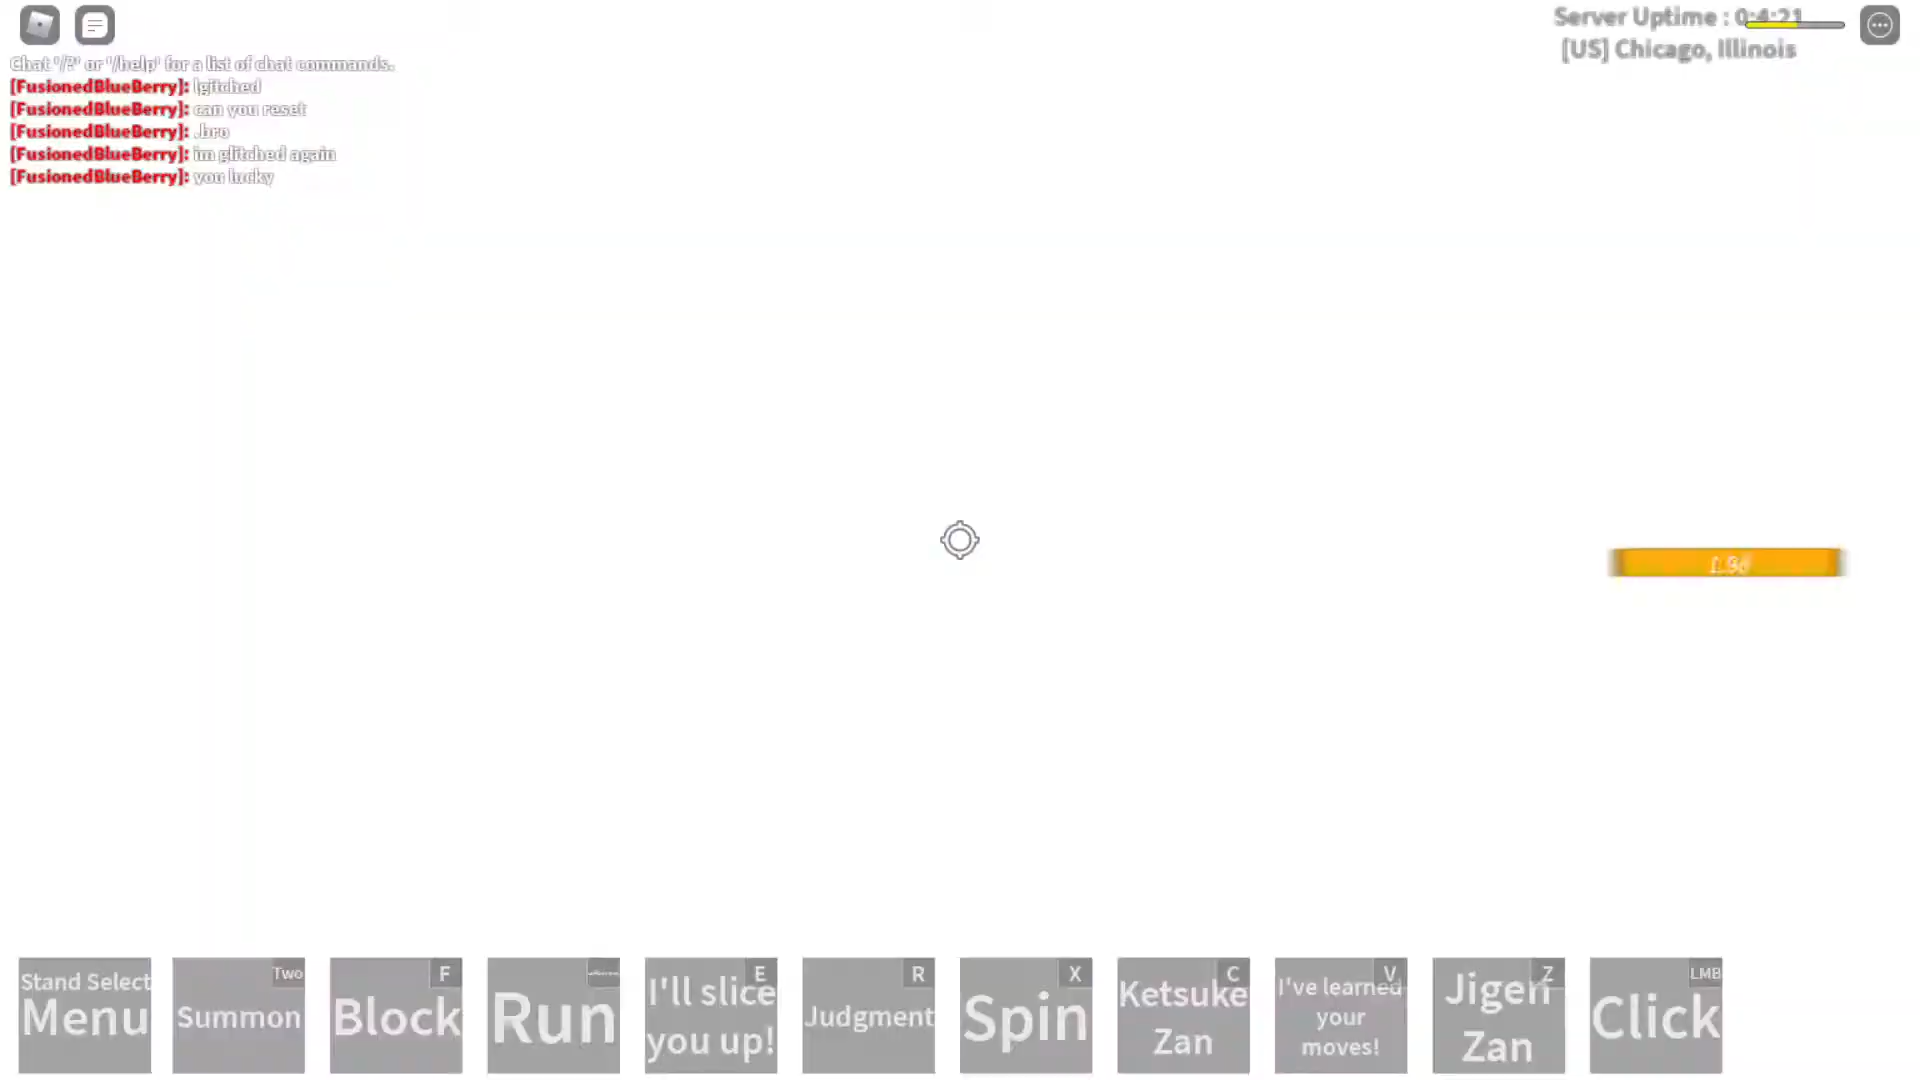 Server Uptime : 0:4:21
[US] Chicago, Illinois
Chat '/?' or '/help' for a list of chat commands.
[FusionedBlueBerry]: Igitched
[FusionedBlueBerry]: can you reset
[FusionedBlueBerry]: .bro
[FusionedBlueBerry]: im glitched again
[FusionedBlueBerry]: you lucky
Stand Select
Menu
Two
Summon
F
Block
Run
E
I'll slice
you up!
R
Judgment
X
Spin
C
Ketsuke
Zan
V
I've learned
your
moves!
Z
Jigen
Zan
LMB
Click